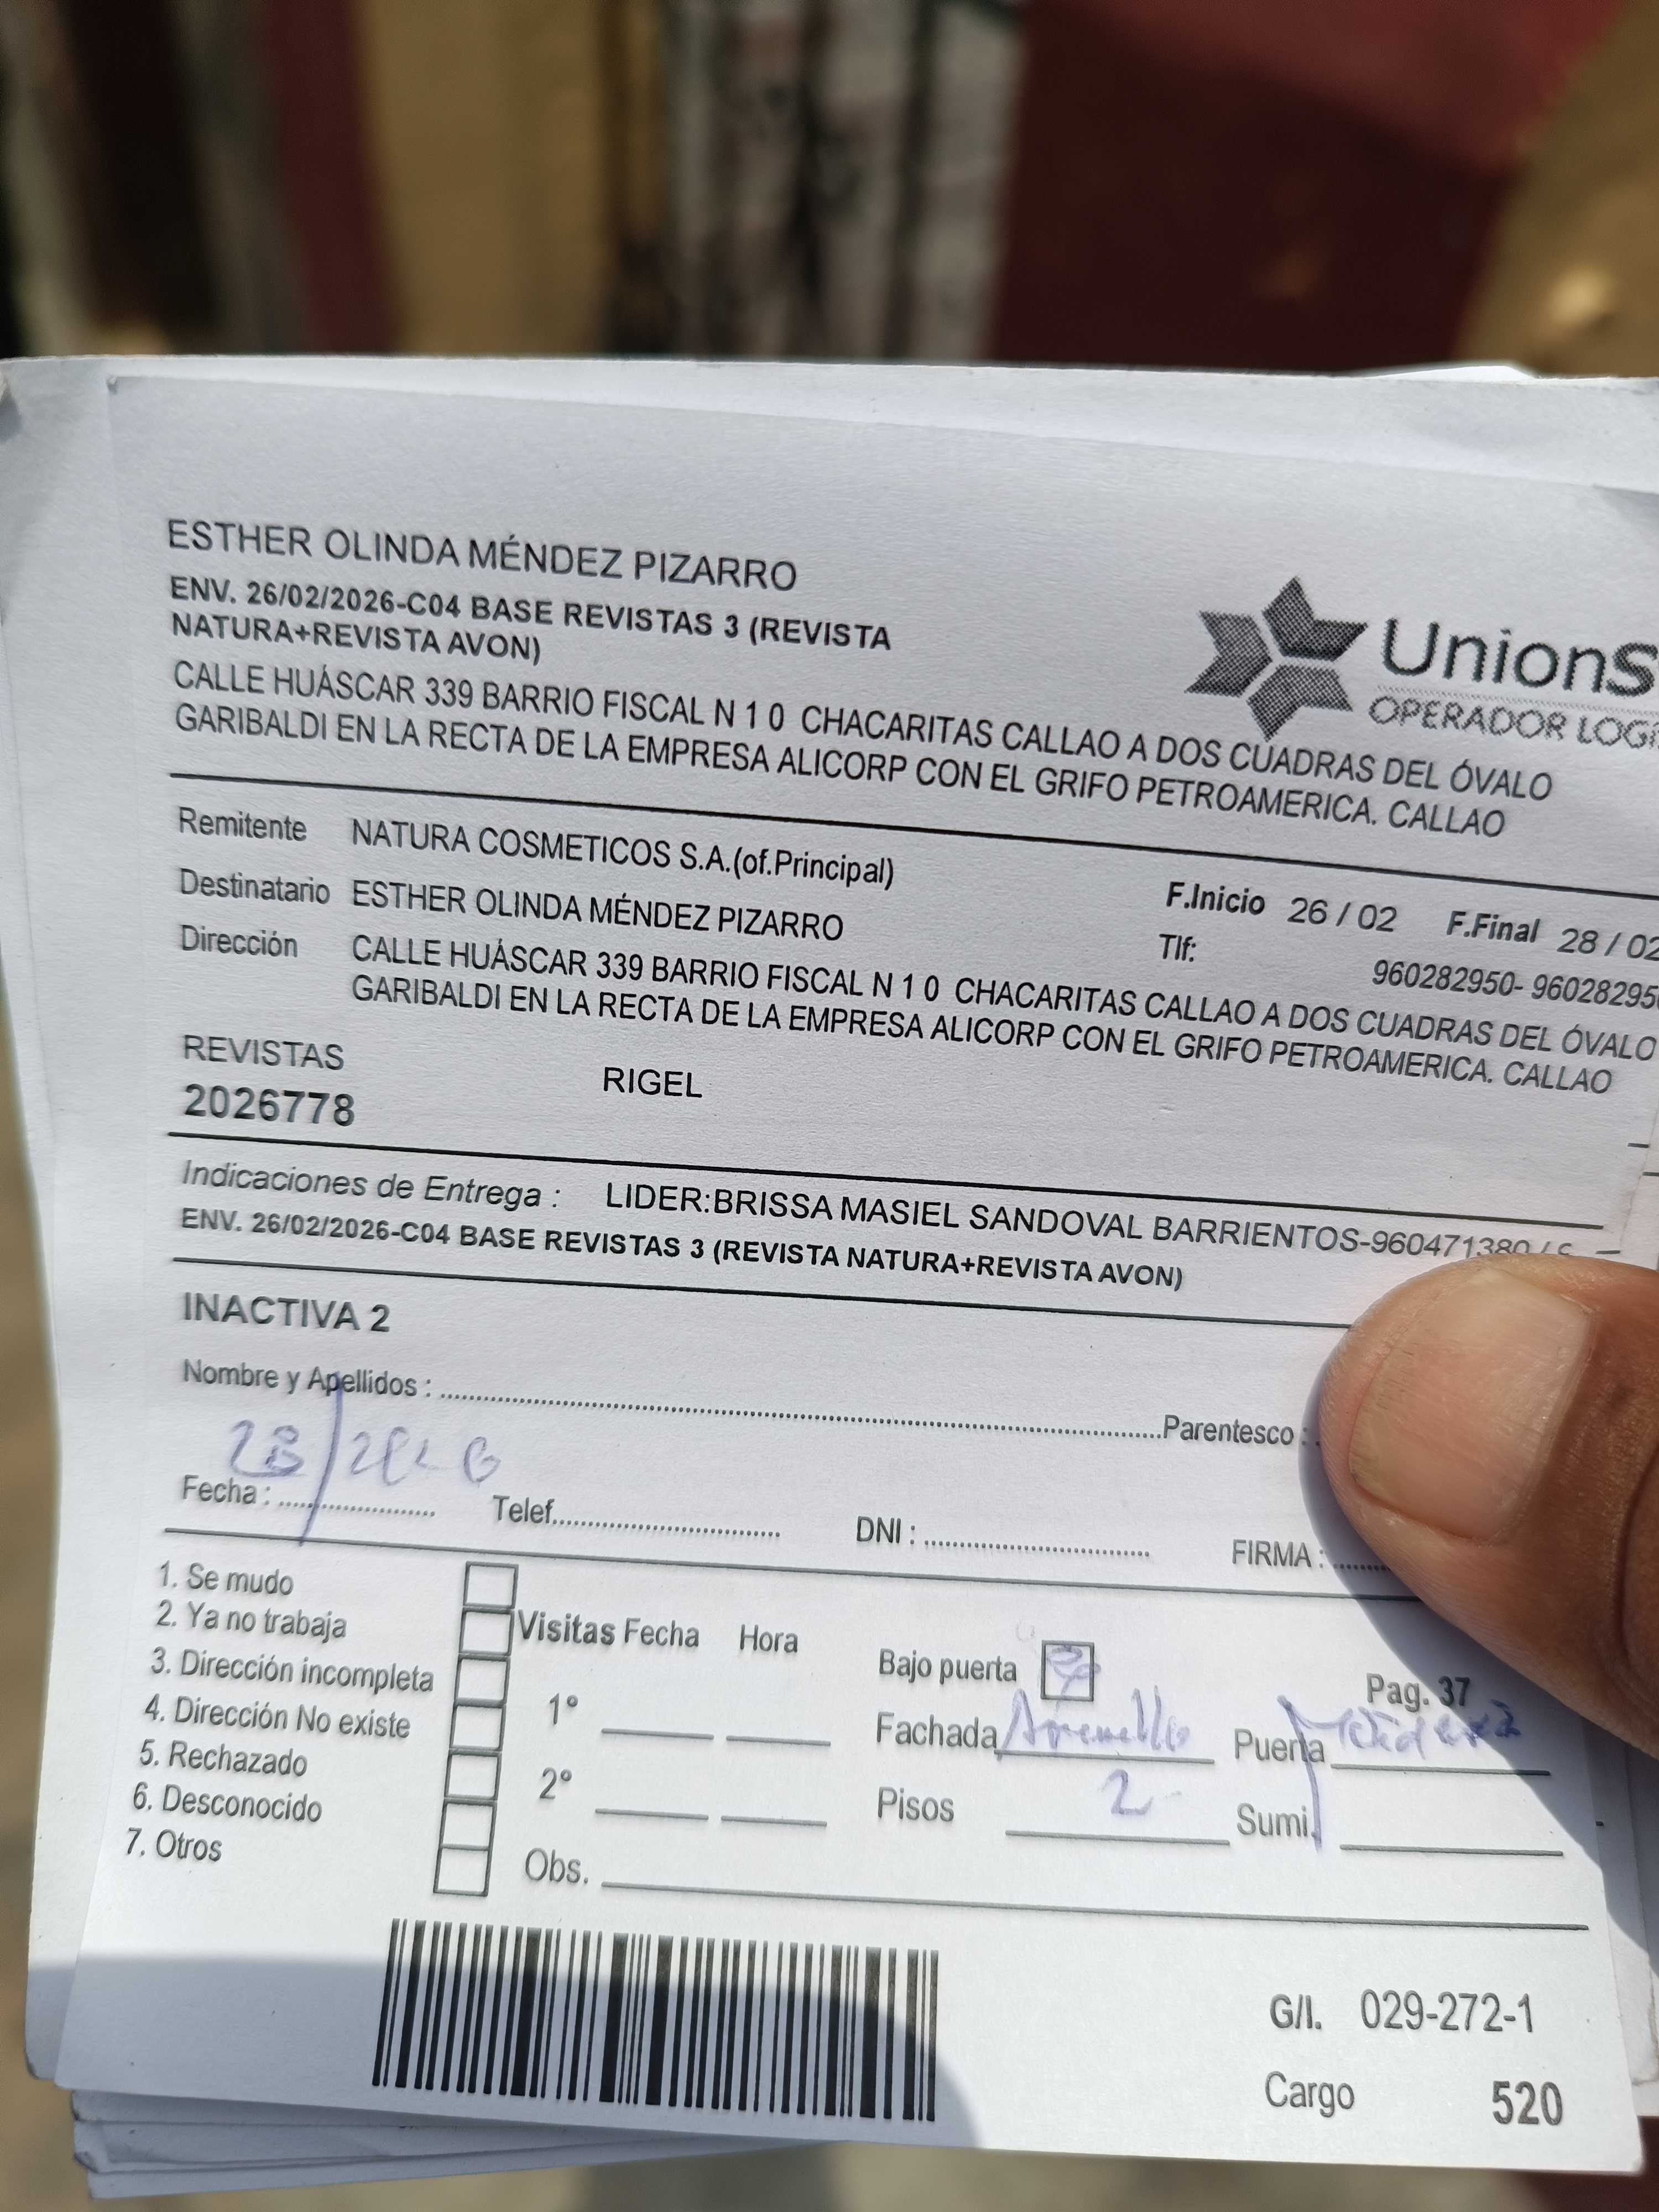 ESTHER OLINDA MÉNDEZ PIZARRO
ENV. 26/02/2026-C04 BASE REVISTAS 3 (REVISTA
NATURA+REVISTA AVON)
CALLE HUÁSCAR 339 BARRIO FISCAL N 1 0 CHACARITAS CALLAO A DOS CUADRAS DEL ÓVALO
GARIBALDI EN LA RECTA DE LA EMPRESA ALICORP CON EL GRIFO PETROAMERICA. CALLAO
UnionS
OPERADOR LOGI
Remitente NATURA COSMETICOS S.A.(of.Principal)
F.Inicio 26 / 02 F.Final 28 / 02
Destinatario ESTHER OLINDA MÉNDEZ PIZARRO
Tlf: 960282950- 96028295
Dirección CALLE HUÁSCAR 339 BARRIO FISCAL N 1 0 CHACARITAS CALLAO A DOS CUADRAS DEL ÓVALO
GARIBALDI EN LA RECTA DE LA EMPRESA ALICORP CON EL GRIFO PETROAMERICA. CALLAO
REVISTAS
RIGEL
2026778
Indicaciones de Entrega : LIDER:BRISSA MASIEL SANDOVAL BARRIENTOS-960471380 /
ENV. 26/02/2026-C04 BASE REVISTAS 3 (REVISTA NATURA+REVISTA AVON)
INACTIVA 2
Nombre y Apellidos : Parentesco :
Fecha : Telef. DNI : FIRMA :
1. Se mudo
2. Ya no trabaja
3. Dirección incompleta
4. Dirección No existe
5. Rechazado
6. Desconocido
7. Otros
Visitas Fecha Hora
1°
2°
Obs.
Bajo puerta
Pag. 37
Fachada Puerta
Pisos 2 Sumi.
G/I. 029-272-1
Cargo 520